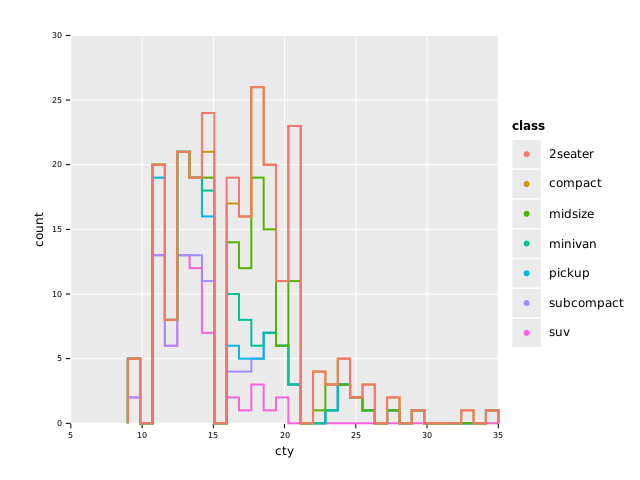 30
25
20
15
10
5
0
count
5 10 15 20 25 30 35
cty
class
2seater
compact
midsize
minivan
pickup
subcompact
suv